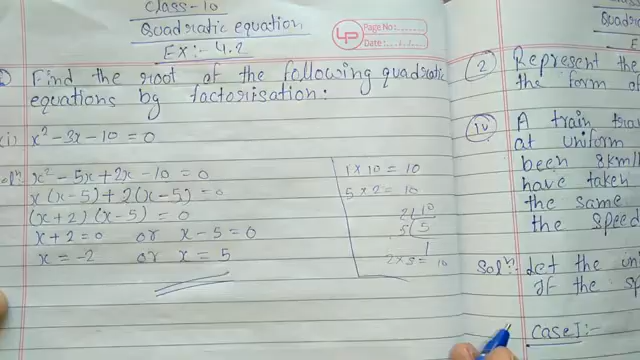 Class-10
Quadratic equation
Ex:- 4.2
Page No.:
Date:
Find the root of the following quadratic
equations by factorisation:
(i) x² - 3x - 10 = 0
Solⁿ: x² - 5x + 2x - 10 = 0
x(x-5) + 2(x-5) = 0
(x+2) (x-5) = 0
x+2=0 or x-5=0
x = -2 or x = 5
1 x 10 = 10
5 x 2 = 10
2 | 10
5 | 5
1
2 x 5 = 10
Quadr
E
2 Represent the
the form of
iv A train tra
at uniform
been 8km/
have taken
the same
the speed
Solⁿ: Let the uni
If the sp
Case I:-